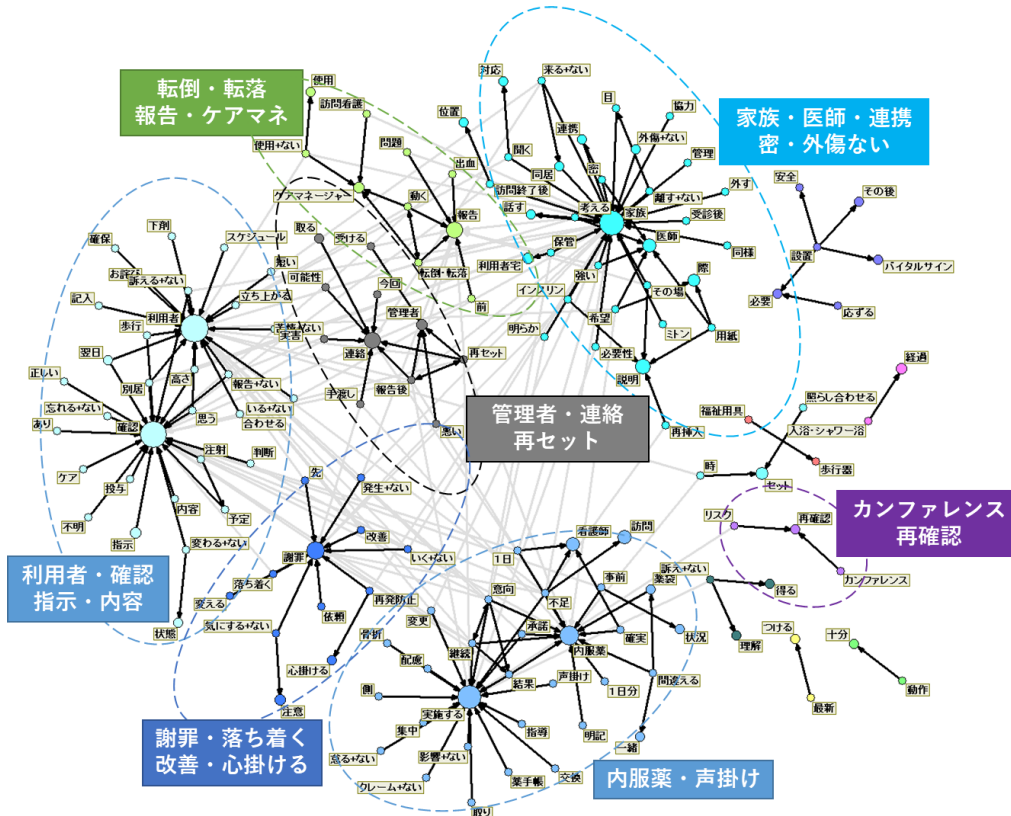 転倒・転落
報告・ケアマネ
家族・医師・連携
密・外傷ない
管理者・連絡
再セット
カンファレンス
再確認
利用者・確認
指示・内容
謝罪・落ち着く
改善・心掛ける
内服薬・声掛け
使用
訪問看護
使用+ない
問題
出血
ケアマネージャー
動く
報告
転倒・転落
前
取る
受ける
可能性
今回
管理者
実害
連絡
再セット
手渡し
報告後
悪い
対応
来る+ない
位置
目
協力
連携
外傷+ない
聞く
同居
密
管理
訪問終了後
離す+ない
外す
話す
考える
家族
受診後
保管
医師
同様
利用者宅
強い
際
インスリン
その場
希望
明らか
ミトン
用紙
必要性
説明
再挿入
安全
その後
設置
バイタルサイン
必要
応ずる
経過
照らし合わせる
入浴・シャワー浴
福祉用具
歩行器
時
セット
リスク
再確認
カンファレンス
得る
理解
つける
最新
十分
動作
下剤
確保
スケジュール
お詫び
訴える+ない
短い
記入
立ち上がる
利用者
歩行
翌日
正しい
別居
高さ
報告+ない
忘れる+ない
いる+ない
思う
合わせる
あり
確認
注射
判断
ケア
投与
内容
予定
不明
指示
変わる+ない
状態
先
発生+ない
改善
謝罪
いく+ない
落ち着く
変える
依頼
再発防止
気にする+ない
心掛ける
注意
看護師
訪問
1日
訴え+ない
意向
事前
薬袋
不足
変更
承諾
骨折
継続
内服薬
確実
状況
配慮
結果
声掛け
間違える
側
1日分
実施する
集中
指導
明記
怠る+ない
影響+ない
一緒
クレーム+ない
薬手帳
交換
取り